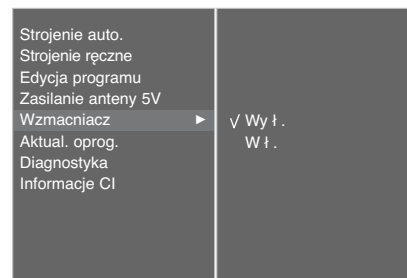 Strojenie auto.
Strojenie ręczne
Edycja programu
Zasilanie anteny 5V
Wzmacniacz ►
Aktual. oprog.
Diagnostyka
Informacje CI
√ Wy ł .
W ł .